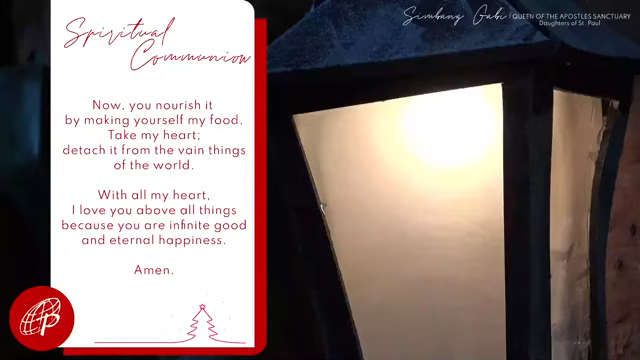 Spiritual
Communion
Now, you nourish it
by making yourself my food.
Take my heart;
detach it from the vain things
of the world.
With all my heart,
I love you above all things
because you are infinite good
and eternal happiness.
Amen.
Simbang Gabi | QUEEN OF THE APOSTLES SANCTUARY
Daughters of St. Paul